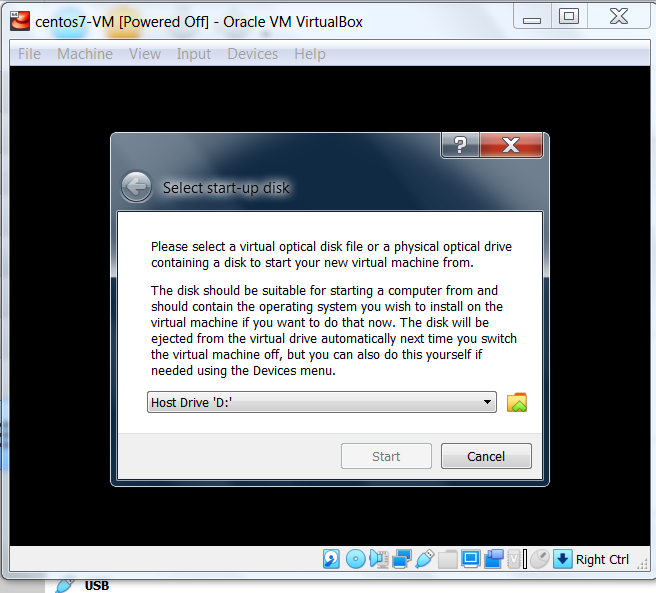 centos7-VM [Powered Off] - Oracle VM VirtualBox
File Machine View Input Devices Help
?
Select start-up disk
Please select a virtual optical disk file or a physical optical drive
containing a disk to start your new virtual machine from.
The disk should be suitable for starting a computer from and
should contain the operating system you wish to install on the
virtual machine if you want to do that now. The disk will be
ejected from the virtual drive automatically next time you switch
the virtual machine off, but you can also do this yourself if
needed using the Devices menu.
Host Drive 'D:'
Start Cancel
Right Ctrl
USB